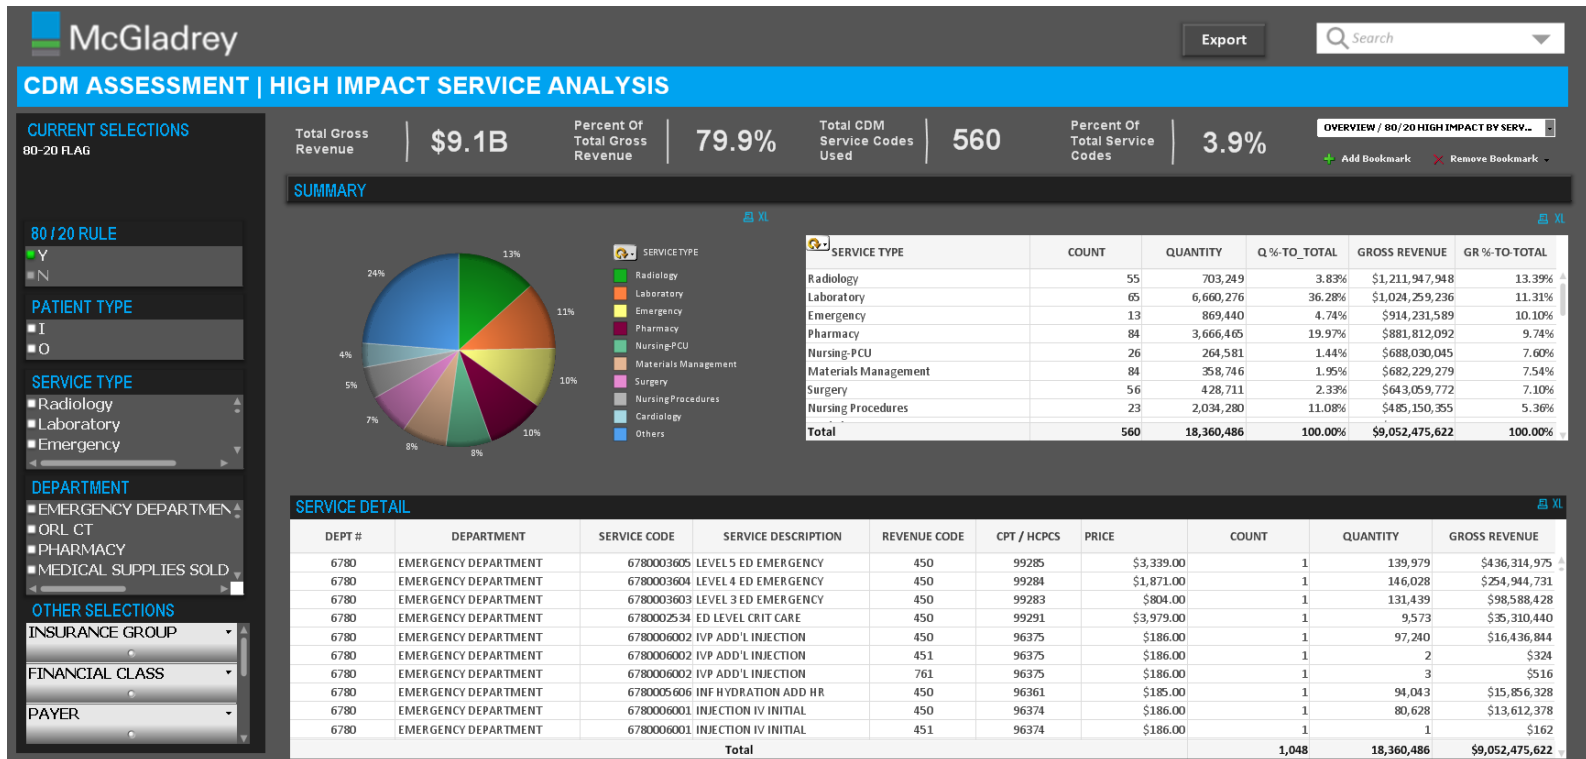 McGladrey
Export
Search
CDM ASSESSMENT | HIGH IMPACT SERVICE ANALYSIS
CURRENT SELECTIONS
80-20 FLAG
Total Gross Revenue
$9.1B
Percent Of Total Gross Revenue
79.9%
Total CDM Service Codes Used
560
Percent Of Total Service Codes
3.9%
OVERVIEW / 80/20 HIGH IMPACT BY SERV...
Add Bookmark
Remove Bookmark
SUMMARY
80 / 20 RULE
Y
N
PATIENT TYPE
I
O
SERVICE TYPE
Radiology
Laboratory
Emergency
DEPARTMENT
EMERGENCY DEPARTMEN
ORL CT
PHARMACY
MEDICAL SUPPLIES SOLD
OTHER SELECTIONS
INSURANCE GROUP
FINANCIAL CLASS
PAYER
XL
13%
11%
10%
10%
8%
8%
7%
5%
4%
24%
SERVICE TYPE
Radiology
Laboratory
Emergency
Pharmacy
Nursing-PCU
Materials Management
Surgery
Nursing Procedures
Cardiology
Others
XL
SERVICE TYPE COUNT QUANTITY Q %-TO_TOTAL GROSS REVENUE GR %-TO-TOTAL
Radiology 55 703,249 3.83% $1,211,947,948 13.39%
Laboratory 65 6,660,276 36.28% $1,024,259,236 11.31%
Emergency 13 869,440 4.74% $914,231,589 10.10%
Pharmacy 84 3,666,465 19.97% $881,812,092 9.74%
Nursing-PCU 26 264,581 1.44% $688,030,045 7.60%
Materials Management 84 358,746 1.95% $682,229,279 7.54%
Surgery 56 428,711 2.33% $643,059,772 7.10%
Nursing Procedures 23 2,034,280 11.08% $485,150,355 5.36%
Total 560 18,360,486 100.00% $9,052,475,622 100.00%
SERVICE DETAIL
XL
DEPT # DEPARTMENT SERVICE CODE SERVICE DESCRIPTION REVENUE CODE CPT / HCPCS PRICE COUNT QUANTITY GROSS REVENUE
6780 EMERGENCY DEPARTMENT 6780003605 LEVEL 5 ED EMERGENCY 450 99285 $3,339.00 1 139,979 $436,314,975
6780 EMERGENCY DEPARTMENT 6780003604 LEVEL 4 ED EMERGENCY 450 99284 $1,871.00 1 146,028 $254,944,731
6780 EMERGENCY DEPARTMENT 6780003603 LEVEL 3 ED EMERGENCY 450 99283 $804.00 1 131,439 $98,588,428
6780 EMERGENCY DEPARTMENT 6780002534 ED LEVEL CRIT CARE 450 99291 $3,979.00 1 9,573 $35,310,440
6780 EMERGENCY DEPARTMENT 6780006002 IVP ADD'L INJECTION 450 96375 $186.00 1 97,240 $16,436,844
6780 EMERGENCY DEPARTMENT 6780006002 IVP ADD'L INJECTION 451 96375 $186.00 1 2 $324
6780 EMERGENCY DEPARTMENT 6780006002 IVP ADD'L INJECTION 761 96375 $186.00 1 3 $516
6780 EMERGENCY DEPARTMENT 6780005606 INF HYDRATION ADD HR 450 96361 $185.00 1 94,043 $15,856,328
6780 EMERGENCY DEPARTMENT 6780006001 INJECTION IV INITIAL 450 96374 $186.00 1 80,628 $13,612,378
6780 EMERGENCY DEPARTMENT 6780006001 INJECTION IV INITIAL 451 96374 $186.00 1 1 $162
Total 1,048 18,360,486 $9,052,475,622